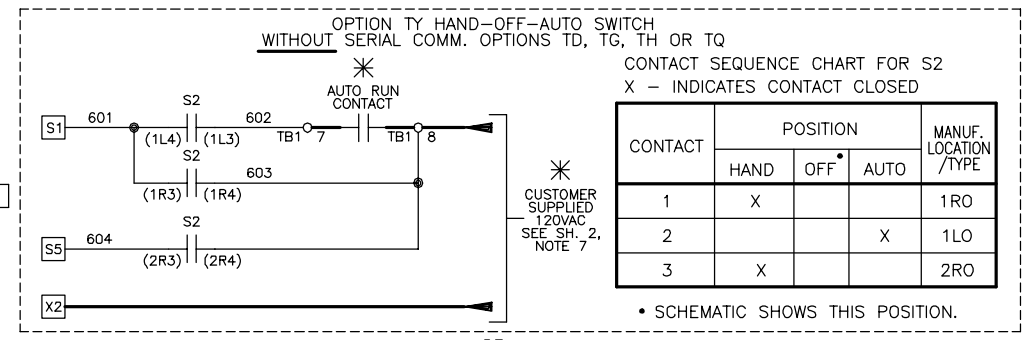 OPTION TY HAND-OFF-AUTO SWITCH
WITHOUT SERIAL COMM. OPTIONS TD, TG, TH OR TQ
S1
601
S2
(1L4) (1L3)
602
TB1 7
AUTO RUN
CONTACT
TB1 8
S2
(1R3) (1R4)
603
S5
604
S2
(2R3) (2R4)
X2
CUSTOMER
SUPPLIED
120VAC
SEE SH. 2,
NOTE 7
CONTACT SEQUENCE CHART FOR S2
X - INDICATES CONTACT CLOSED
CONTACT POSITION MANUF. LOCATION /TYPE
HAND OFF• AUTO
1 X 1RO
2 X 1LO
3 X 2RO
• SCHEMATIC SHOWS THIS POSITION.